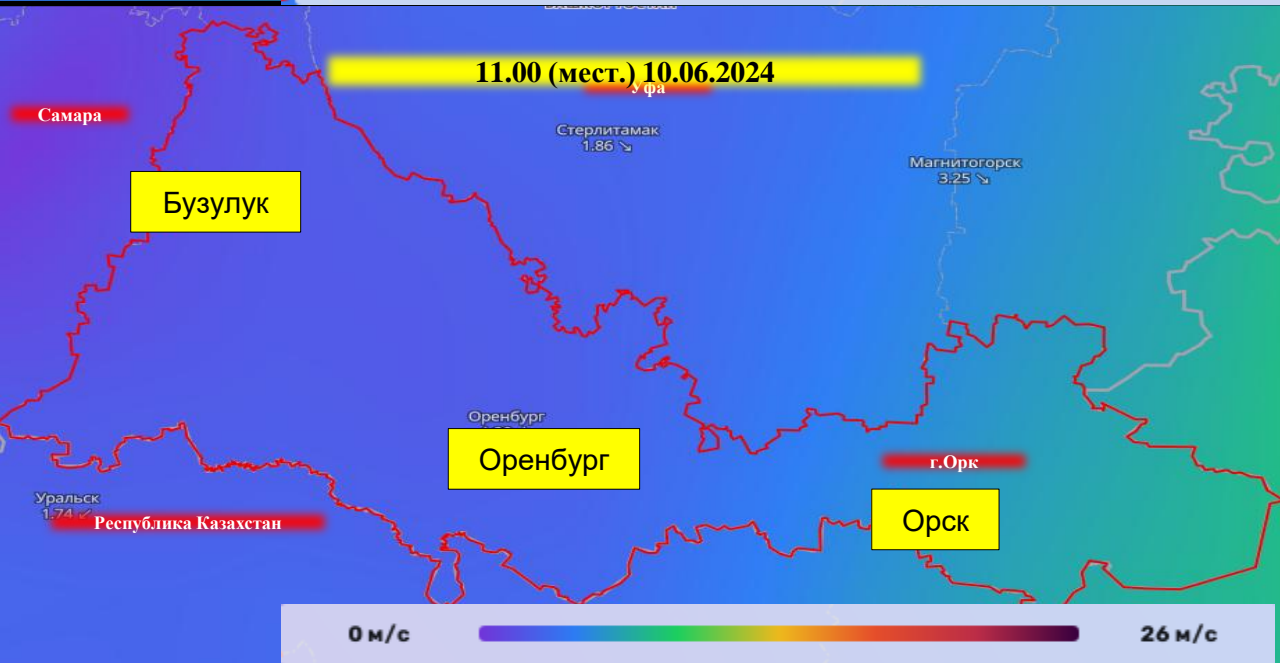 11.00 (мест.) 10.06.2024
Уфа
Самара
Стерлитамак
1.86 ↘
Магнитогорск
3.25 ↘
Бузулук
Оренбург
Оренбург
г.Орк
Уральск
1.74 ↙
Республика Казахстан
Орск
0 м/с
26 м/с